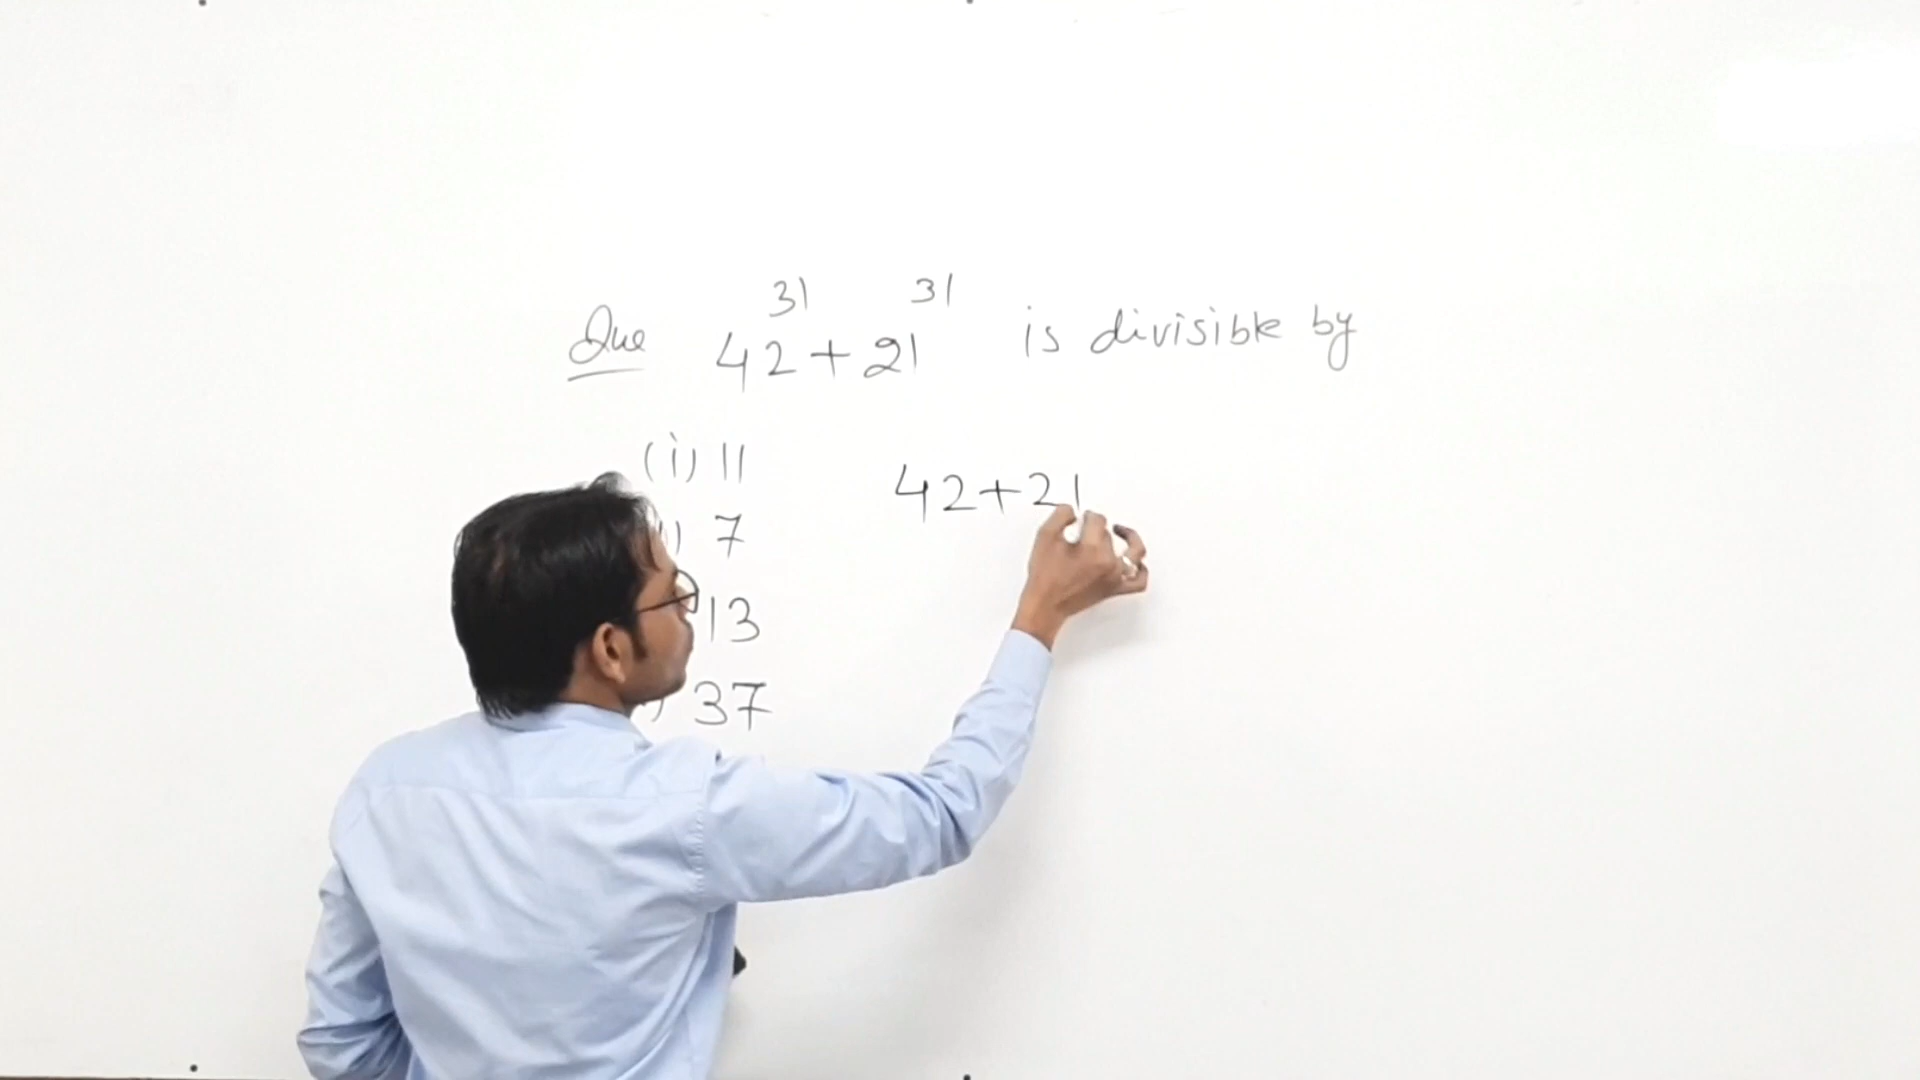 Que 42³¹ + 21³¹ is divisible by
(i) 11
42+21
) 7
13
) 37